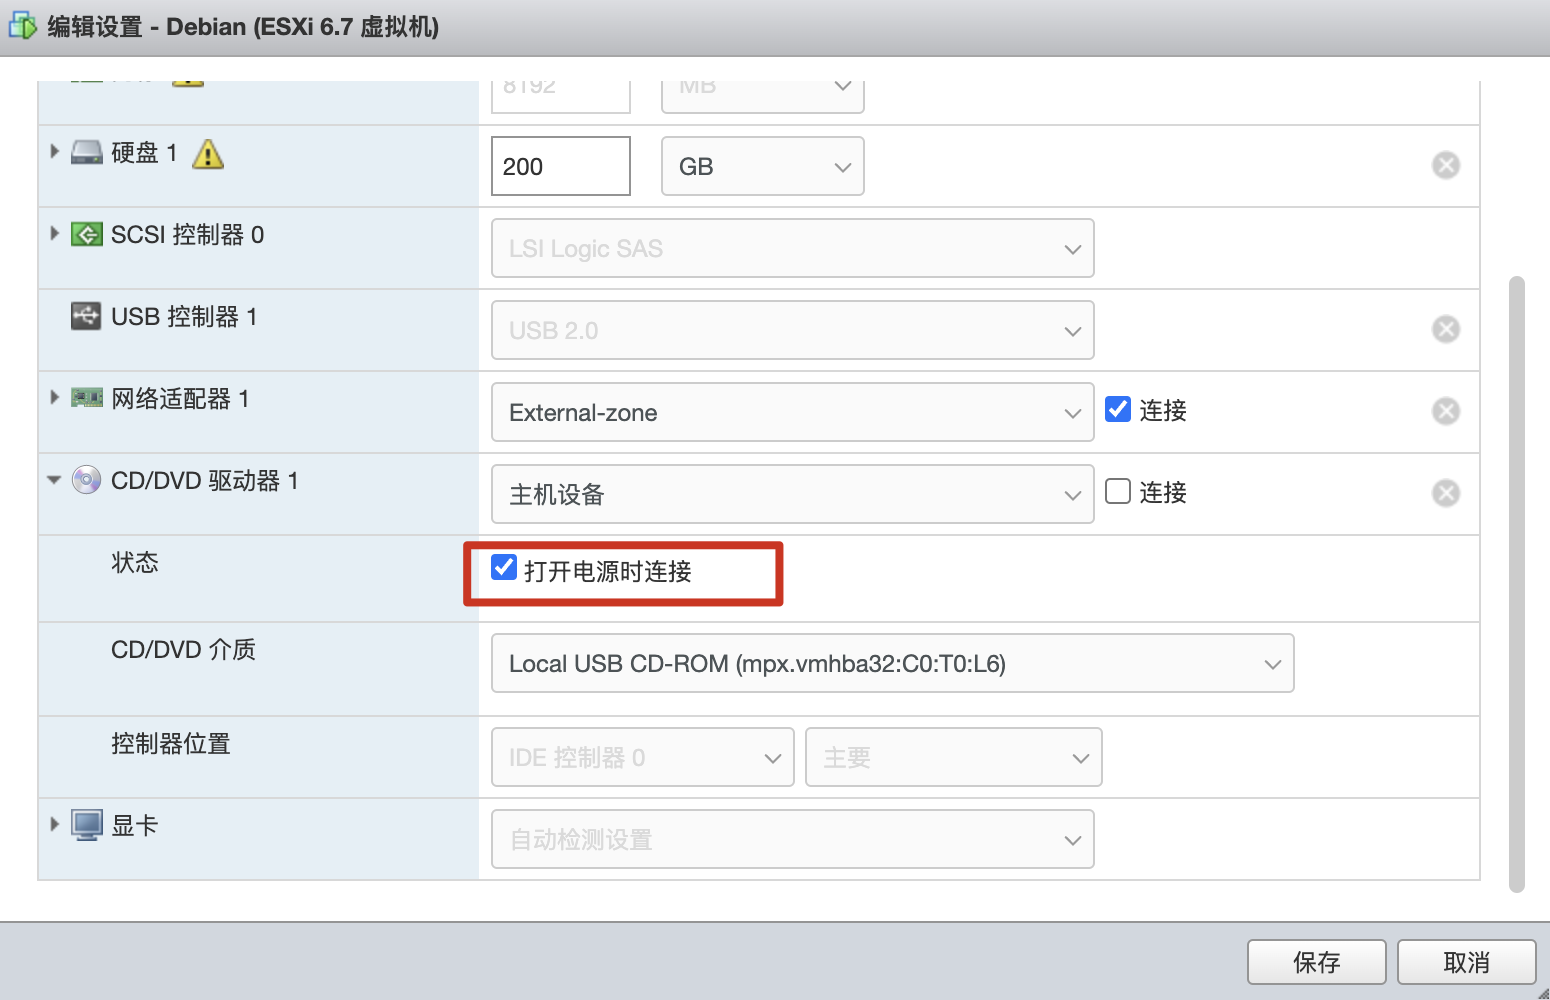 编辑设置 - Debian (ESXi 6.7 虚拟机)
8192 MB
硬盘 1 200 GB
SCSI 控制器 0 LSI Logic SAS
USB 控制器 1 USB 2.0
网络适配器 1 External-zone 连接
CD/DVD 驱动器 1 主机设备 连接
状态 打开电源时连接
CD/DVD 介质 Local USB CD-ROM (mpx.vmhba32:C0:T0:L6)
控制器位置 IDE 控制器 0 主要
显卡 自动检测设置
保存 取消